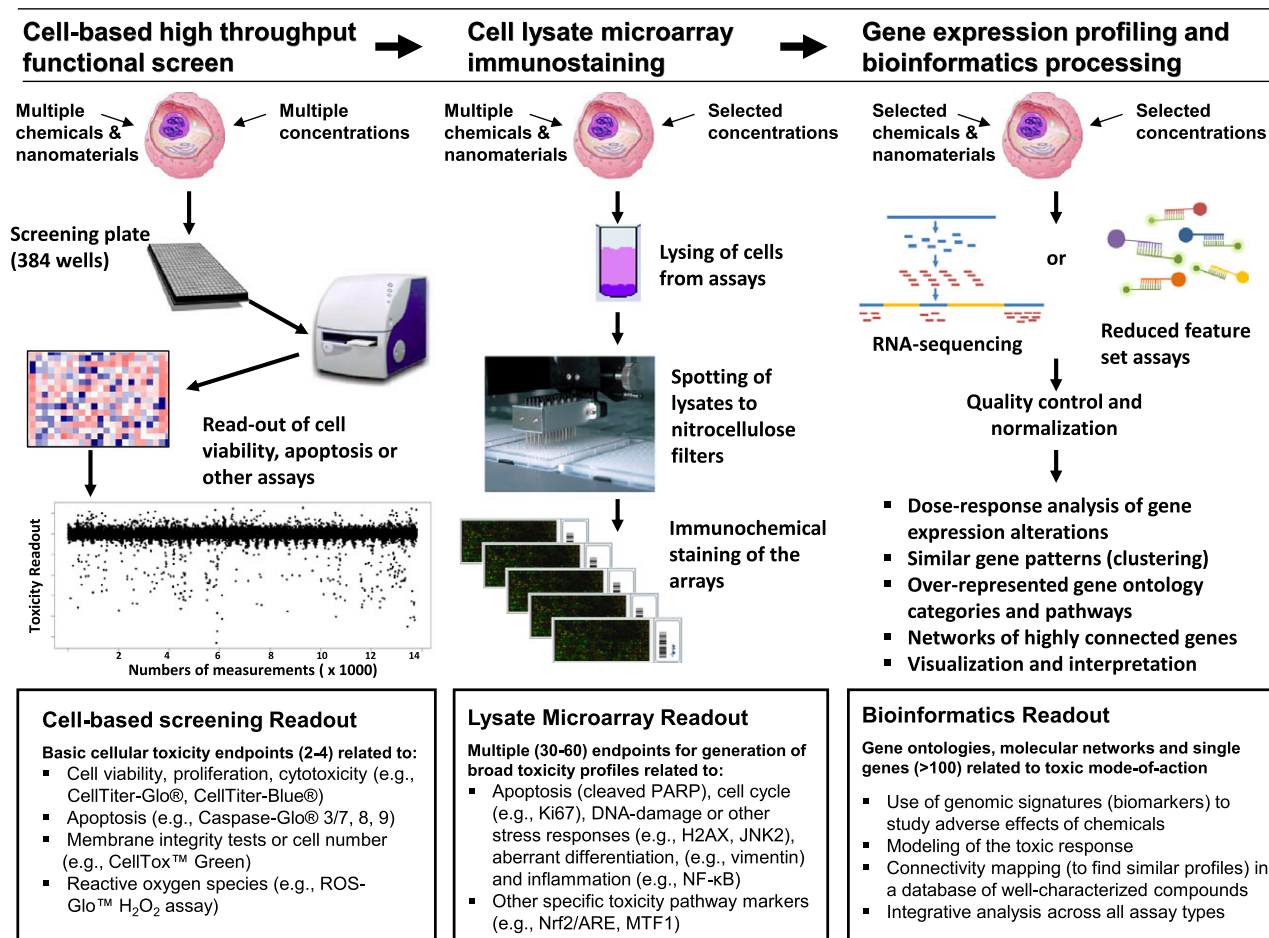 Cell-based high throughput
functional screen
Cell lysate microarray
immunostaining
Gene expression profiling and
bioinformatics processing
Multiple
chemicals &
nanomaterials
Multiple
concentrations
Screening plate
(384 wells)
Read-out of cell
viability, apoptosis or
other assays
Toxicity Readout
2 4 6 8 10 12 14
Numbers of measurements ( x 1000)
Multiple
chemicals &
nanomaterials
Selected
concentrations
Lysing of cells
from assays
Spotting of
lysates to
nitrocellulose
filters
Immunochemical
staining of the
arrays
Selected
chemicals &
nanomaterials
Selected
concentrations
or
RNA-sequencing
Reduced feature
set assays
Quality control and
normalization
▪ Dose-response analysis of gene
expression alterations
▪ Similar gene patterns (clustering)
▪ Over-represented gene ontology
categories and pathways
▪ Networks of highly connected genes
▪ Visualization and interpretation
Cell-based screening Readout
Basic cellular toxicity endpoints (2-4) related to:
▪ Cell viability, proliferation, cytotoxicity (e.g.,
CellTiter-Glo®, CellTiter-Blue®)
▪ Apoptosis (e.g., Caspase-Glo® 3/7, 8, 9)
▪ Membrane integrity tests or cell number
(e.g., CellTox™ Green)
▪ Reactive oxygen species (e.g., ROS-
Glo™ H₂O₂ assay)
Lysate Microarray Readout
Multiple (30-60) endpoints for generation of
broad toxicity profiles related to:
▪ Apoptosis (cleaved PARP), cell cycle
(e.g., Ki67), DNA-damage or other
stress responses (e.g., H2AX, JNK2),
aberrant differentiation, (e.g., vimentin)
and inflammation (e.g., NF-κB)
▪ Other specific toxicity pathway markers
(e.g., Nrf2/ARE, MTF1)
Bioinformatics Readout
Gene ontologies, molecular networks and single
genes (>100) related to toxic mode-of-action
▪ Use of genomic signatures (biomarkers) to
study adverse effects of chemicals
▪ Modeling of the toxic response
▪ Connectivity mapping (to find similar profiles) in
a database of well-characterized compounds
▪ Integrative analysis across all assay types